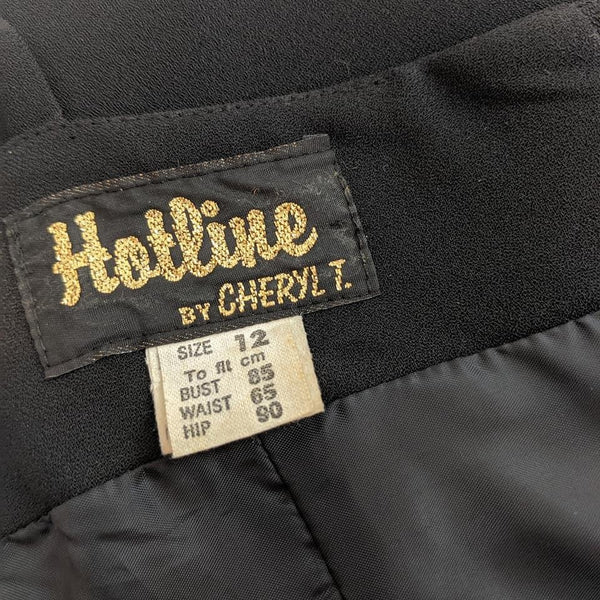 Hotline
BY CHERYL T.
SIZE 12
To fit cm
BUST 85
WAIST 65
HIP 90